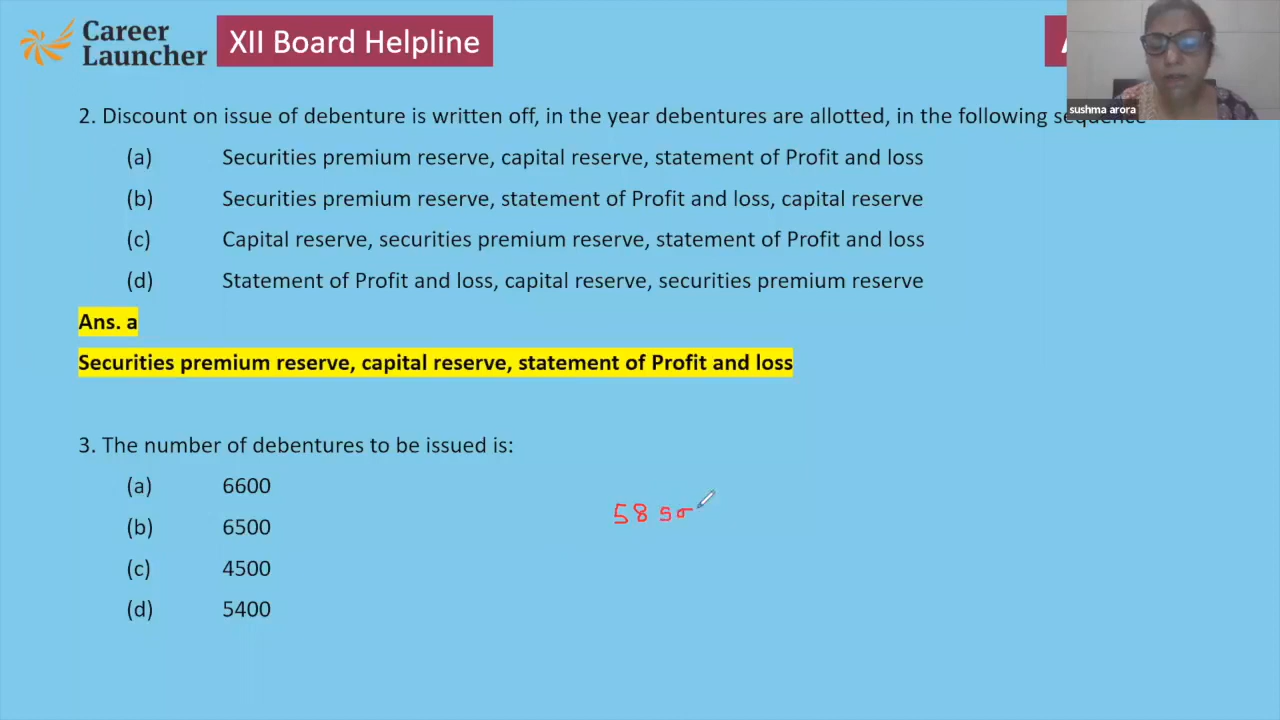 Career
Launcher
XII Board Helpline
sushma arora
2. Discount on issue of debenture is written off, in the year debentures are allotted, in the following sequence
(a) Securities premium reserve, capital reserve, statement of Profit and loss
(b) Securities premium reserve, statement of Profit and loss, capital reserve
(c) Capital reserve, securities premium reserve, statement of Profit and loss
(d) Statement of Profit and loss, capital reserve, securities premium reserve
Ans. a
Securities premium reserve, capital reserve, statement of Profit and loss
3. The number of debentures to be issued is:
(a) 6600
58 50
(b) 6500
(c) 4500
(d) 5400